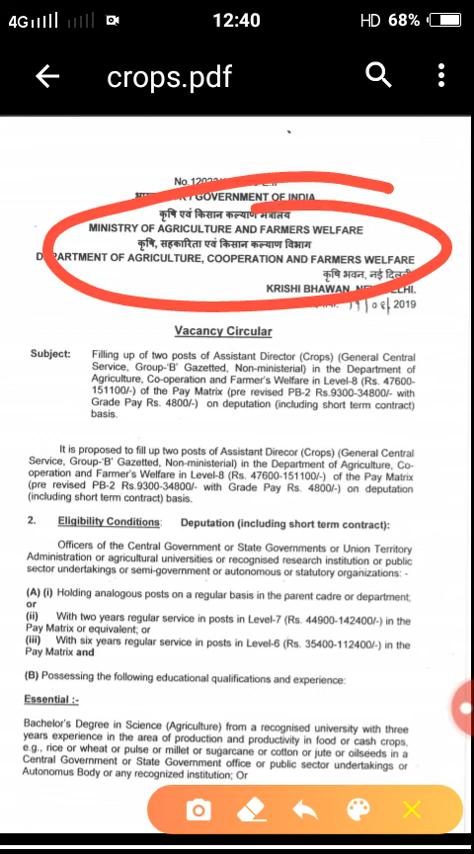 4G
12:40
HD 68%
crops.pdf
GOVERNMENT OF INDIA
कृषि एवं किसान कल्याण मंत्रालय
MINISTRY OF AGRICULTURE AND FARMERS WELFARE
कृषि, सहकारिता एवं किसान कल्याण विभाग
DEPARTMENT OF AGRICULTURE, COOPERATION AND FARMERS WELFARE
कृषि भवन, नई दिल्ली
KRISHI BHAWAN, NEW DELHI.
2019
Vacancy Circular
Subject: Filling up of two posts of Assistant Director (Crops) (General Central
Service, Group-'B' Gazetted, Non-ministerial) in the Department of
Agriculture, Co-operation and Farmer's Welfare in Level-8 (Rs. 47600-
151100/-) of the Pay Matrix (pre revised PB-2 Rs.9300-34800/- with
Grade Pay Rs. 4800/-) on deputation (including short term contract)
basis.
It is proposed to fill up two posts of Assistant Direcor (Crops) (General Central
Service, Group-'B' Gazetted, Non-ministerial) in the Department of Agriculture, Co-
operation and Farmer's Welfare in Level-8 (Rs. 47600-151100/-) of the Pay Matrix
(pre revised PB-2 Rs.9300-34800/- with Grade Pay Rs. 4800/-) on deputation
(including short term contract) basis.
2. Eligibility Conditions: Deputation (including short term contract):
Officers of the Central Government or State Governments or Union Territory
Administration or agricultural universities or recognised research institution or public
sector undertakings or semi-government or autonomous or statutory organizations: -
(A) (i) Holding analogous posts on a regular basis in the parent cadre or department;
or
(ii) With two years regular service in posts in Level-7 (Rs. 44900-142400/-) in the
Pay Matrix or equivalent; or
(iii) With six years regular service in posts in Level-6 (Rs. 35400-112400/-) in the
Pay Matrix and
(B) Possessing the following educational qualifications and experience:
Essential :-
Bachelor's Degree in Science (Agriculture) from a recognised university with three
years experience in the area of production and productivity in food or cash crops,
e.g., rice or wheat or pulse or millet or sugarcane or cotton or jute or oilseeds in a
Central Government or State Government office or public sector undertakings or
Autonomus Body or any recognized institution; Or